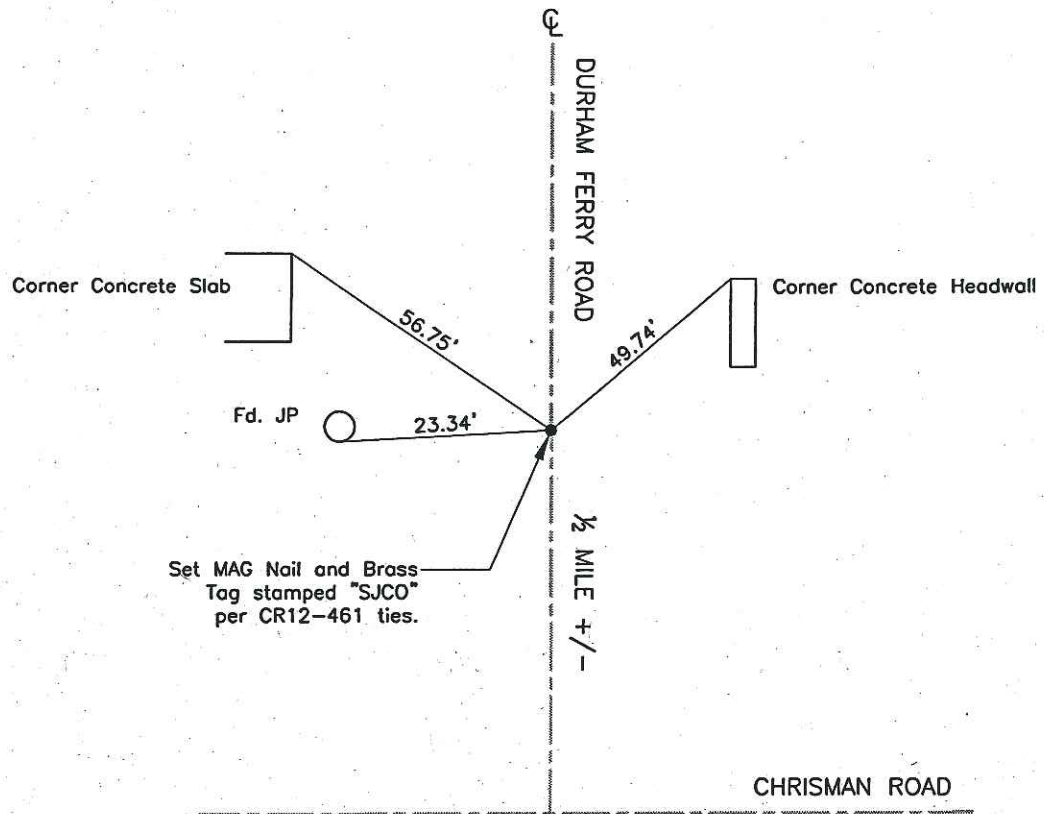 ℄
DURHAM FERRY ROAD
Corner Concrete Slab
Corner Concrete Headwall
56.75'
49.74'
Fd. JP
23.34'
Set MAG Nail and Brass
Tag stamped "SJCO"
per CR12-461 ties.
½ MILE +/-
CHRISMAN ROAD